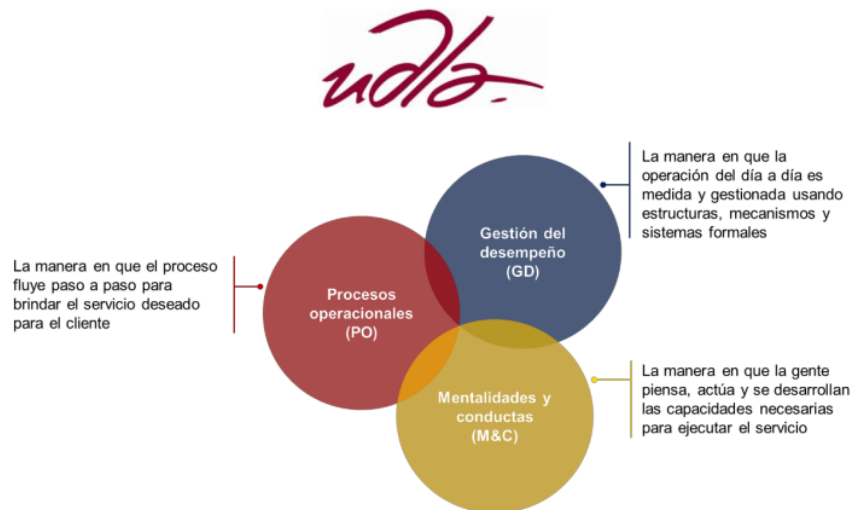 udla.
La manera en que la
operación del día a día es
medida y gestionada usando
estructuras, mecanismos y
sistemas formales
Gestión del
desempeño
(GD)
La manera en que el proceso
fluye paso a paso para
brindar el servicio deseado
para el cliente
Procesos
operacionales
(PO)
La manera en que la gente
piensa, actúa y se desarrollan
las capacidades necesarias
para ejecutar el servicio
Mentalidades y
conductas
(M&C)